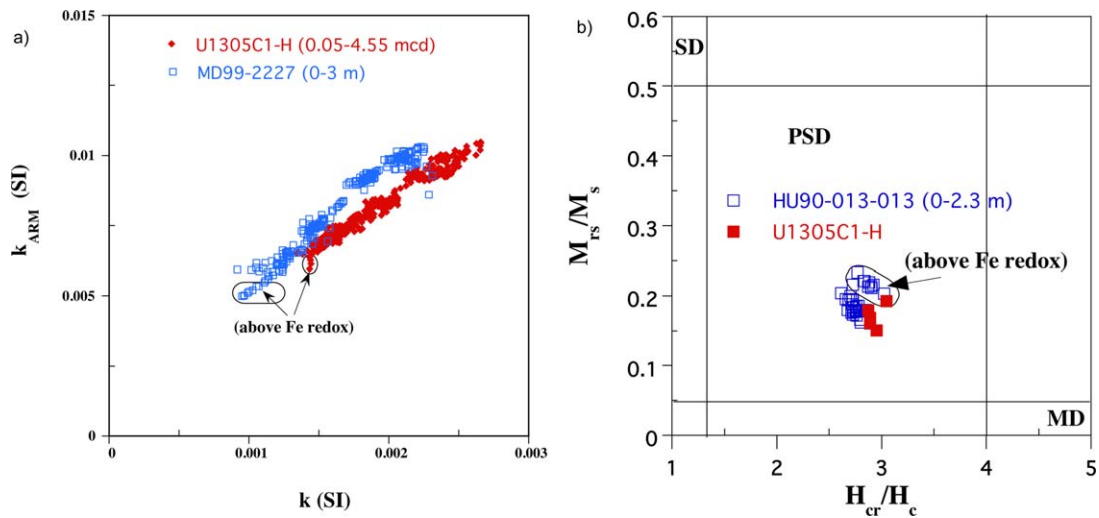 a)
0.015
U1305C1-H (0.05-4.55 mcd)
MD99-2227 (0-3 m)
0.01
k_ARM (SI)
0.005
(above Fe redox)
0
0 0.001 0.002 0.003
k (SI)
b)
0.6
SD
0.5
PSD
0.4
HU90-013-013 (0-2.3 m)
U1305C1-H
M_rs/M_s
0.3
(above Fe redox)
0.2
0.1
MD
0
1 2 3 4 5
H_cr/H_c